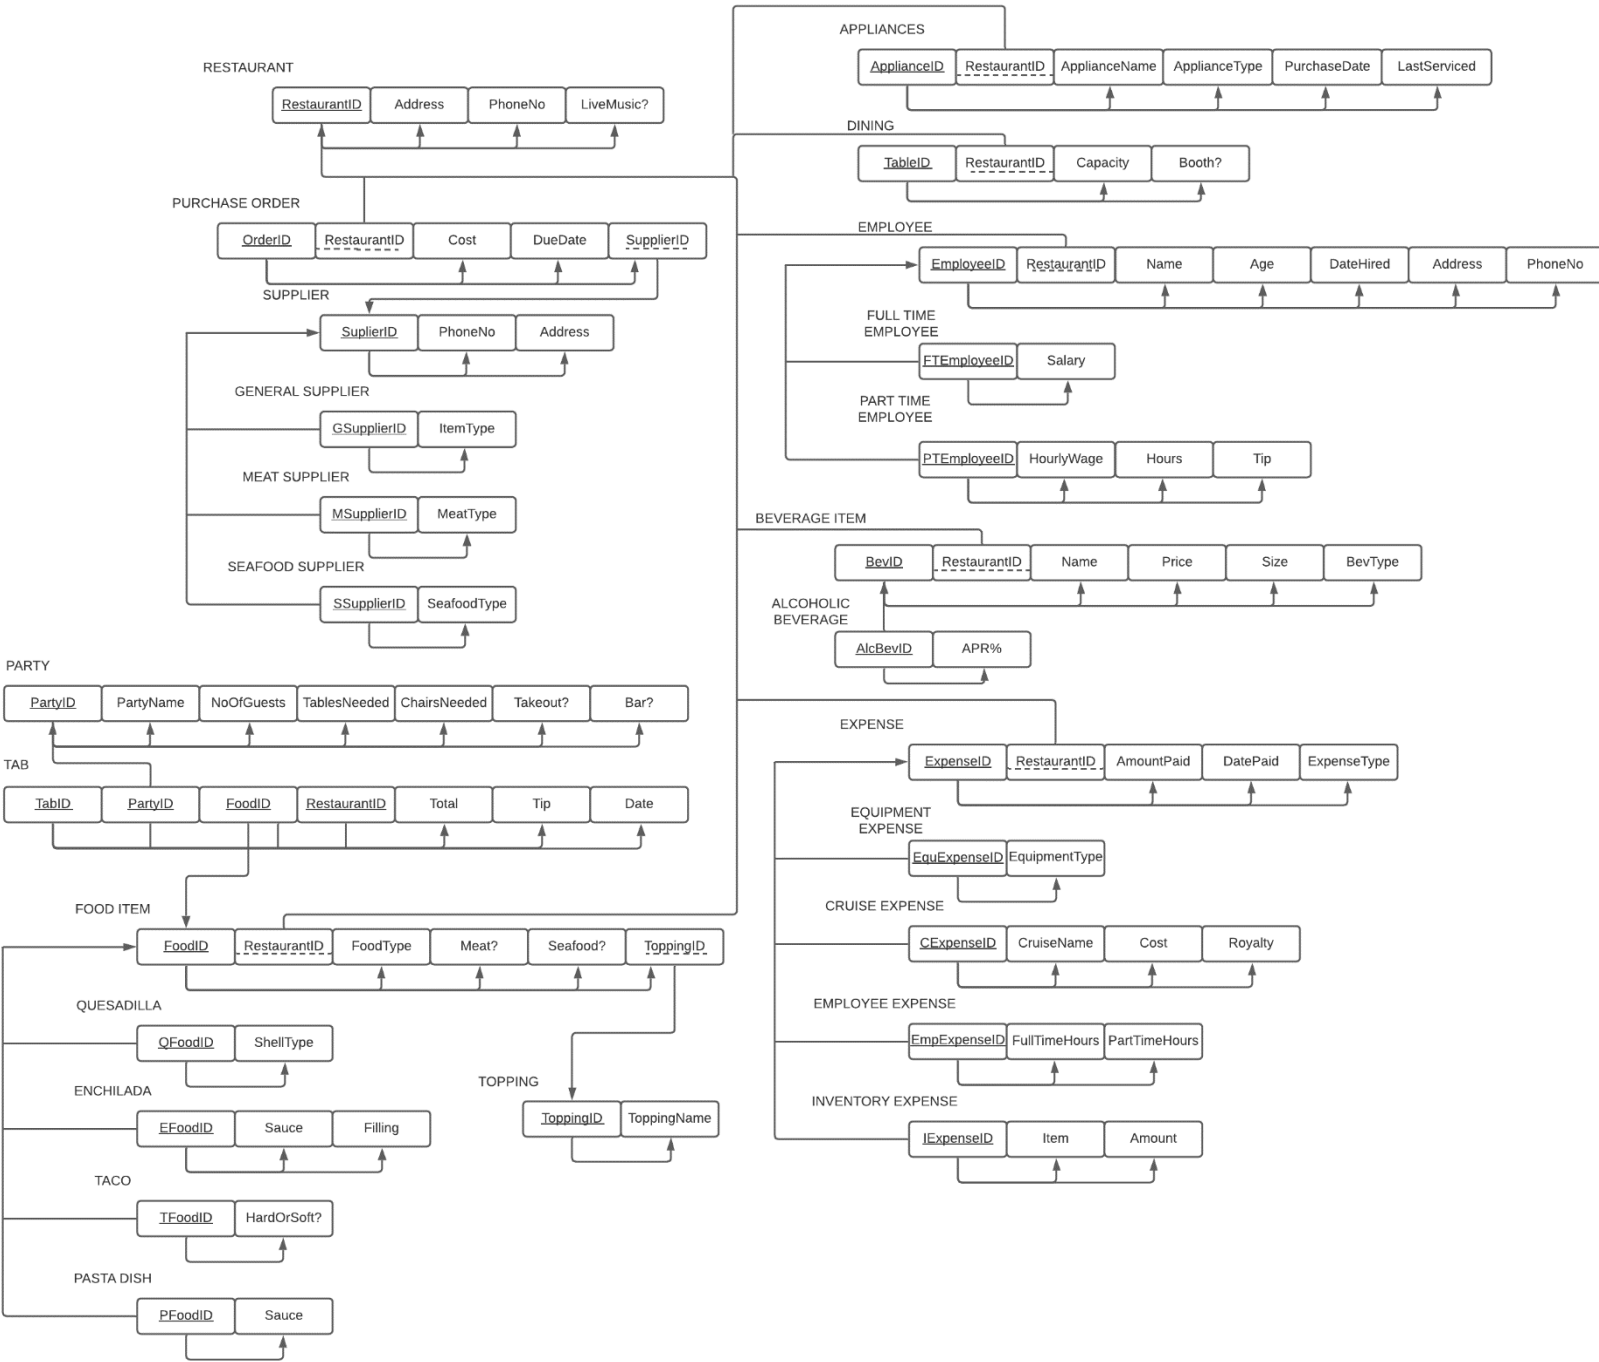 RESTAURANT
RestaurantID Address PhoneNo LiveMusic?
PURCHASE ORDER
OrderID RestaurantID Cost DueDate SupplierID
SUPPLIER
SuplierID PhoneNo Address
GENERAL SUPPLIER
GSupplierID ItemType
MEAT SUPPLIER
MSupplierID MeatType
SEAFOOD SUPPLIER
SSupplierID SeafoodType
PARTY
PartyID PartyName NoOfGuests TablesNeeded ChairsNeeded Takeout? Bar?
TAB
TabID PartyID FoodID RestaurantID Total Tip Date
FOOD ITEM
FoodID RestaurantID FoodType Meat? Seafood? ToppingID
QUESADILLA
QFoodID ShellType
ENCHILADA
EFoodID Sauce Filling
TACO
TFoodID HardOrSoft?
PASTA DISH
PFoodID Sauce
TOPPING
ToppingID ToppingName
APPLIANCES
ApplianceID RestaurantID ApplianceName ApplianceType PurchaseDate LastServiced
DINING
TableID RestaurantID Capacity Booth?
EMPLOYEE
EmployeeID RestaurantID Name Age DateHired Address PhoneNo
FULL TIME
EMPLOYEE
FTEmployeeID Salary
PART TIME
EMPLOYEE
PTEmployeeID HourlyWage Hours Tip
BEVERAGE ITEM
BevID RestaurantID Name Price Size BevType
ALCOHOLIC
BEVERAGE
AlcBevID APR%
EXPENSE
ExpenseID RestaurantID AmountPaid DatePaid ExpenseType
EQUIPMENT
EXPENSE
EquExpenseID EquipmentType
CRUISE EXPENSE
CExpenseID CruiseName Cost Royalty
EMPLOYEE EXPENSE
EmpExpenseID FullTimeHours PartTimeHours
INVENTORY EXPENSE
IExpenseID Item Amount